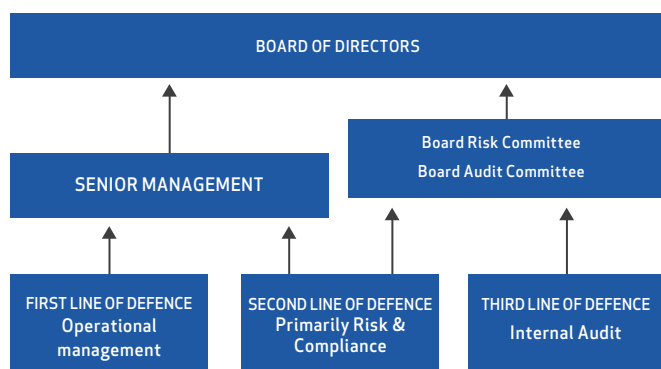 BOARD OF DIRECTORS
Board Risk Committee
Board Audit Committee
SENIOR MANAGEMENT
FIRST LINE OF DEFENCE
Operational
management
SECOND LINE OF DEFENCE
Primarily Risk &
Compliance
THIRD LINE OF DEFENCE
Internal Audit